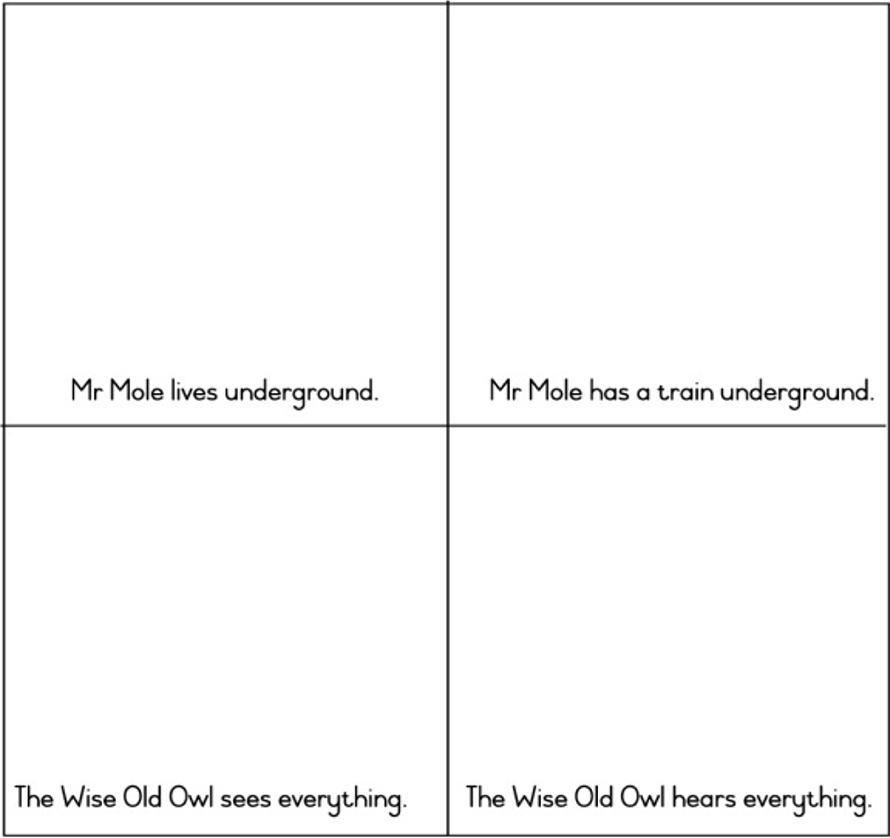 Mr Mole lives underground.
Mr Mole has a train underground.
The Wise Old Owl sees everything.
The Wise Old Owl hears everything.